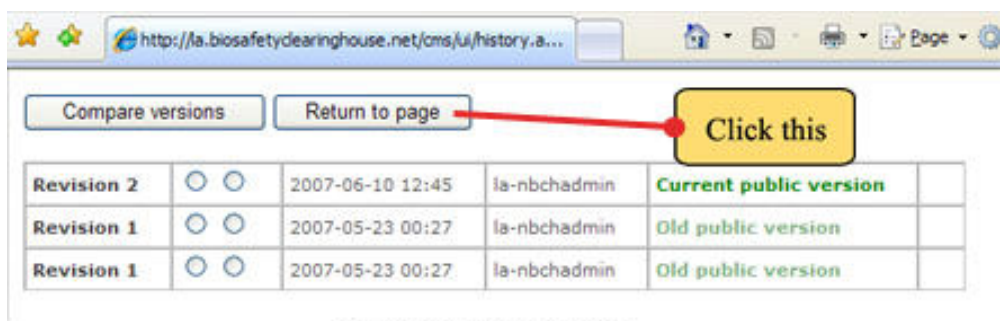 http://la.biosafetyclearinghouse.net/cms/ui/history.a...
Page
Compare versions
Return to page
Click this
Revision 2 2007-06-10 12:45 la-nbchadmin Current public version
Revision 1 2007-05-23 00:27 la-nbchadmin Old public version
Revision 1 2007-05-23 00:27 la-nbchadmin Old public version